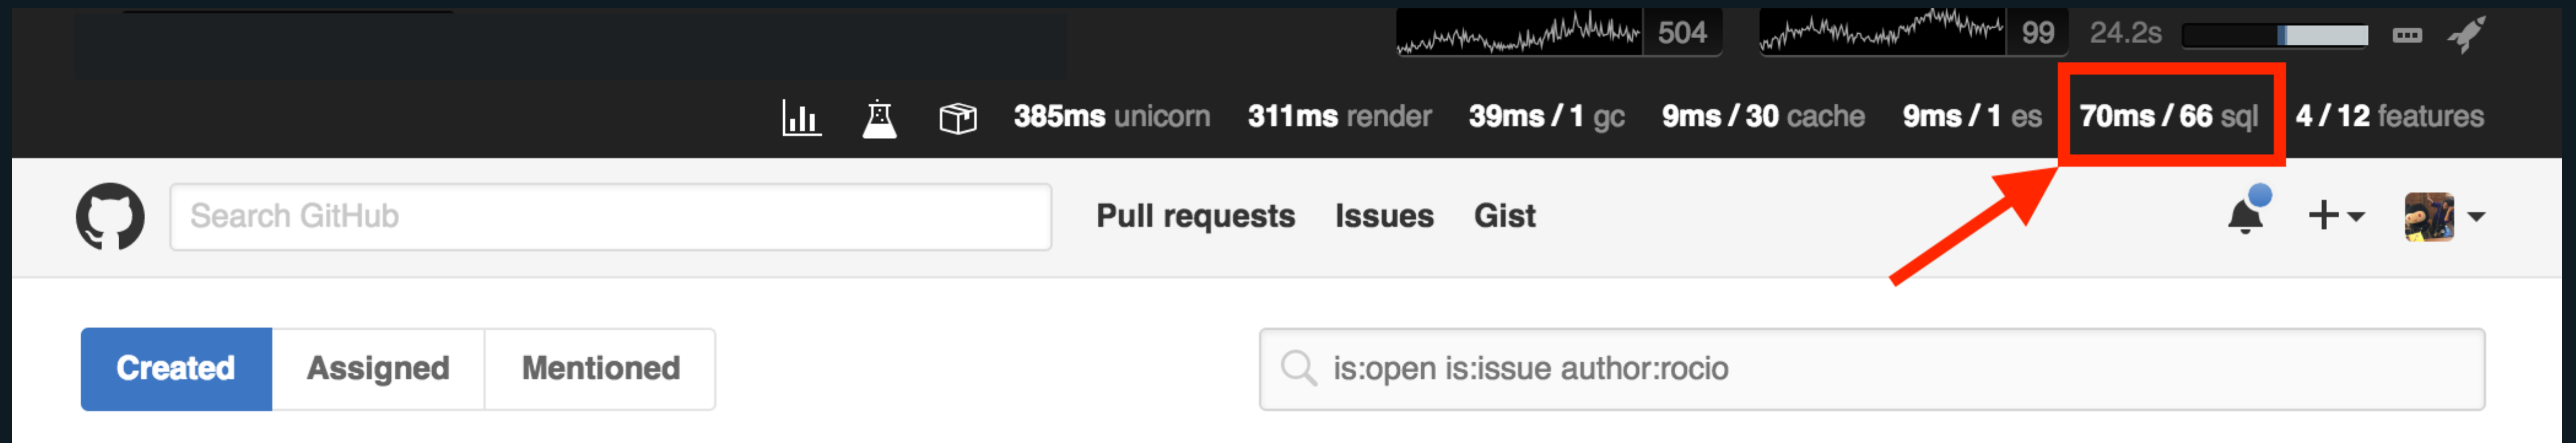 504 99 24.2s
385ms unicorn 311ms render 39ms / 1 gc 9ms / 30 cache 9ms / 1 es 70ms / 66 sql 4 / 12 features
Search GitHub Pull requests Issues Gist
Created Assigned Mentioned is:open is:issue author:rocio